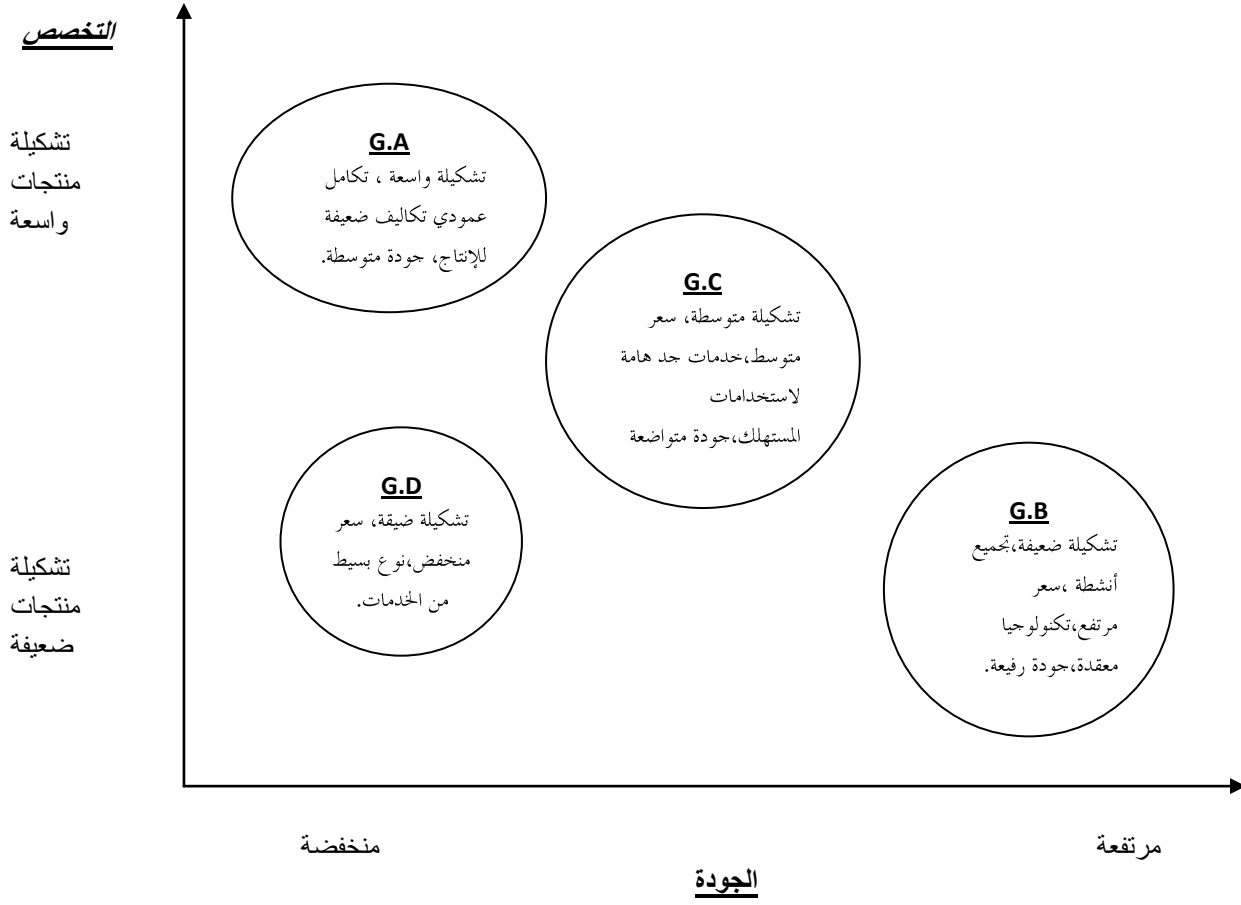 التخصص
تشكيلة
منتجات
واسعة
G.A
تشكيلة واسعة ، تكامل
عمودي تكاليف ضعيفة
للإنتاج، جودة متوسطة.
G.C
تشكيلة متوسطة، سعر
متوسط،خدمات جد هامة
لاستخدامات
المستهلك،جودة متواضعة
G.D
تشكيلة ضيقة، سعر
منخفض،نوع بسيط
من الخدمات.
G.B
تشكيلة ضعيفة،تجميع
أنشطة ،سعر
مرتفع،تكنولوجيا
معقدة،جودة رفيعة.
تشكيلة
منتجات
ضعيفة
منخفضة
مرتفعة
الجودة